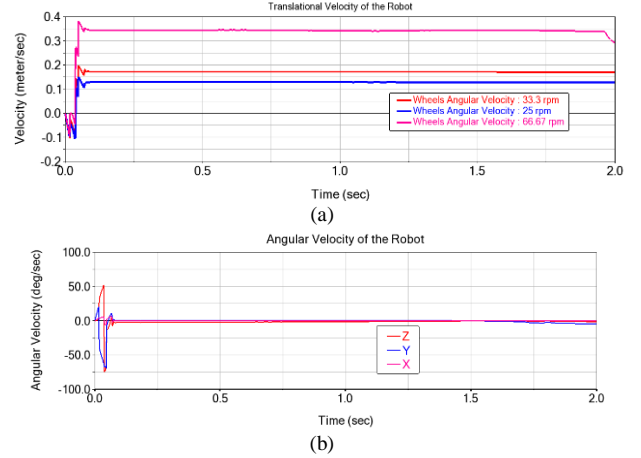 Translational Velocity of the Robot
Velocity (meter/sec)
0.4
0.3
0.2
0.1
0.0
-0.1
-0.2
Wheels Angular Velocity : 33.3 rpm
Wheels Angular Velocity : 25 rpm
Wheels Angular Velocity : 66.67 rpm
0.0 0.5 1.0 1.5 2.0
Time (sec)
(a)
Angular Velocity of the Robot
Angular Velocity (deg/sec)
100.0
50.0
0.0
-50.0
-100.0
Z
Y
X
0.0 0.5 1.0 1.5 2.0
Time (sec)
(b)